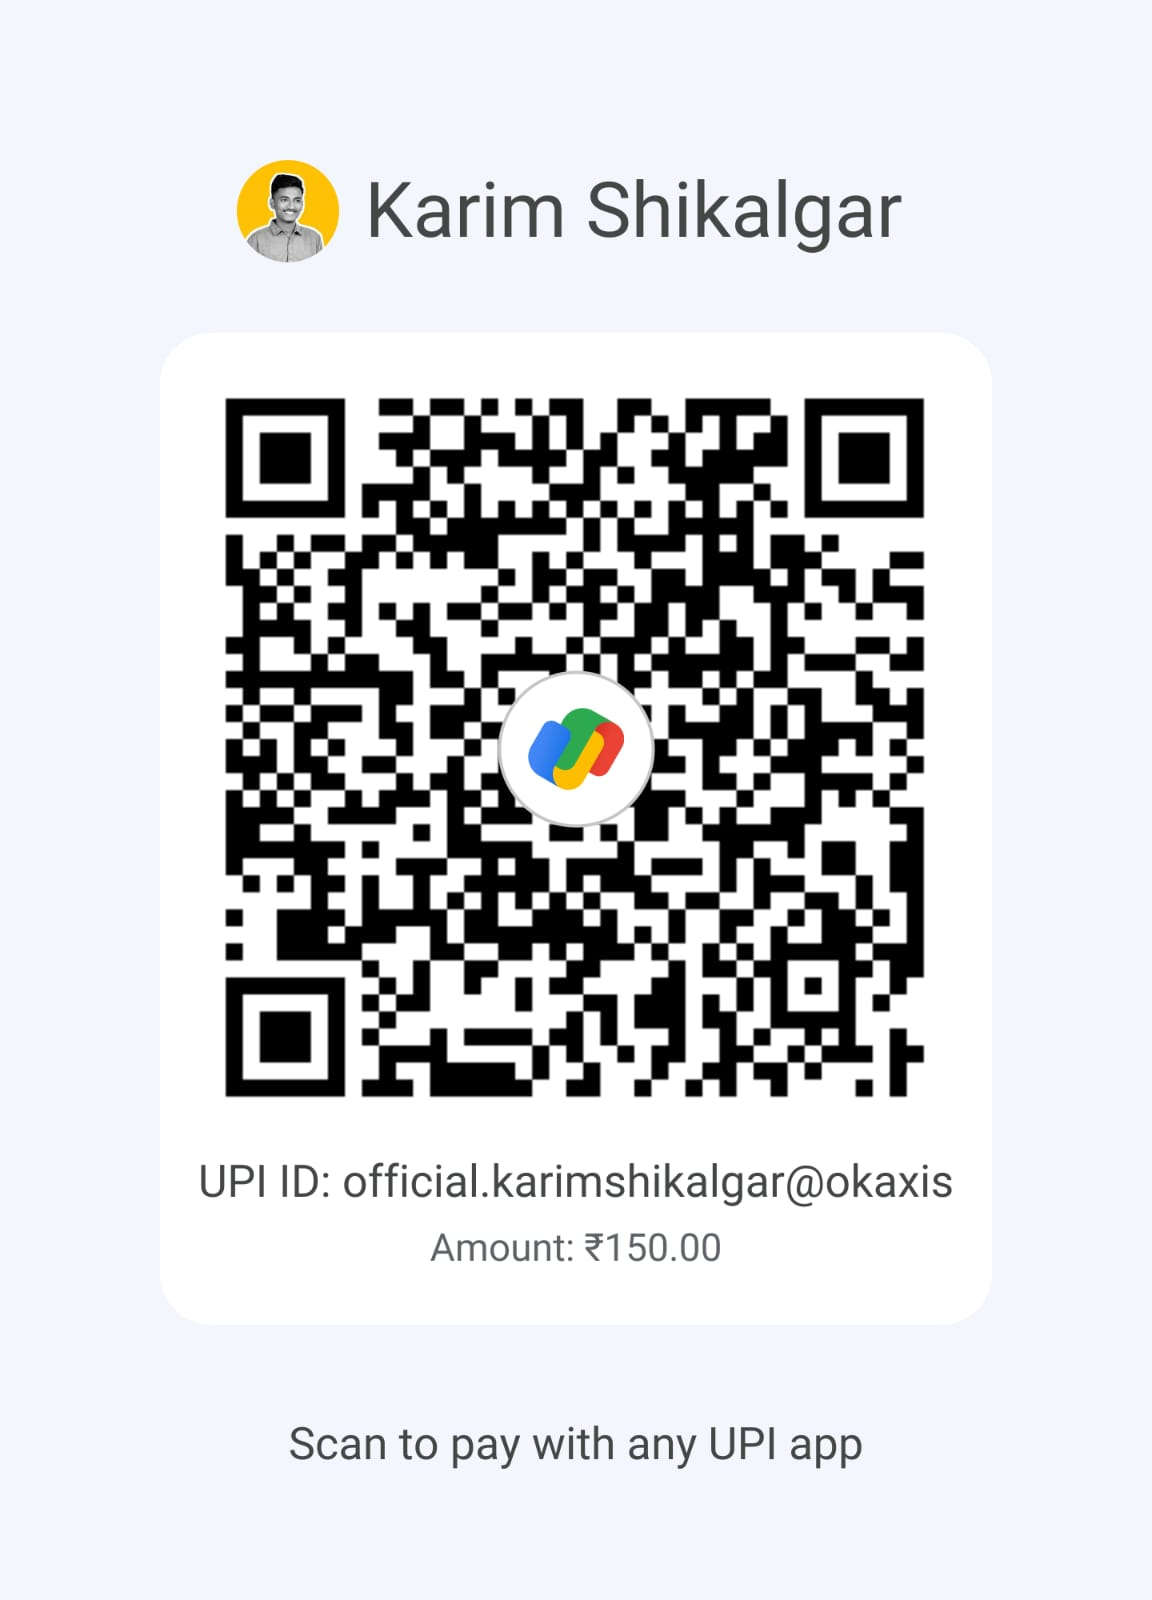 Karim Shikalgar
UPI ID: official.karimshikalgar@okaxis
Amount: ₹150.00
Scan to pay with any UPI app